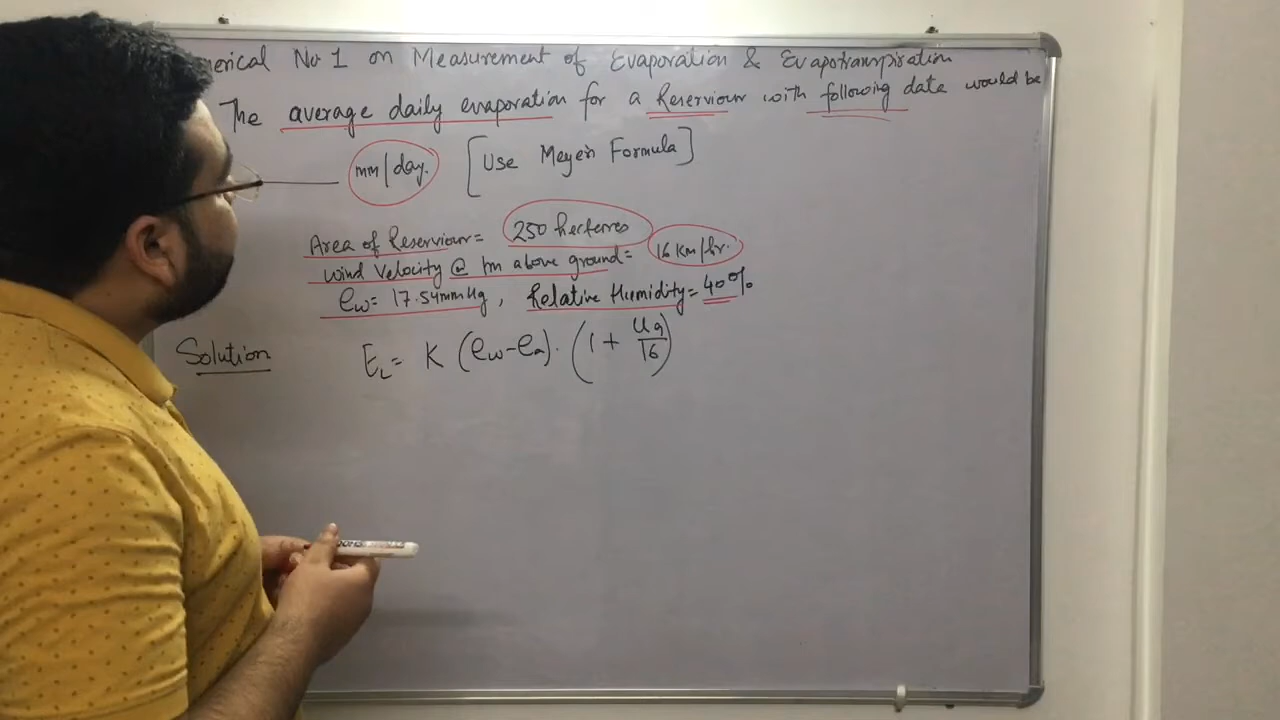 merical No 1 on Measurement of Evaporation & Evapotranspiration
The average daily evaporation for a Reserviour with following data would be
mm/day. [Use Meyer's Formula]
Area of Reserviour = 250 hecteres
wind velocity @ 1m above ground = 16 Km/hr.
ew = 17.54mmHg, Relative Humidity = 40%
Solution
EL = K (ew-ea). (1 + u9/16)